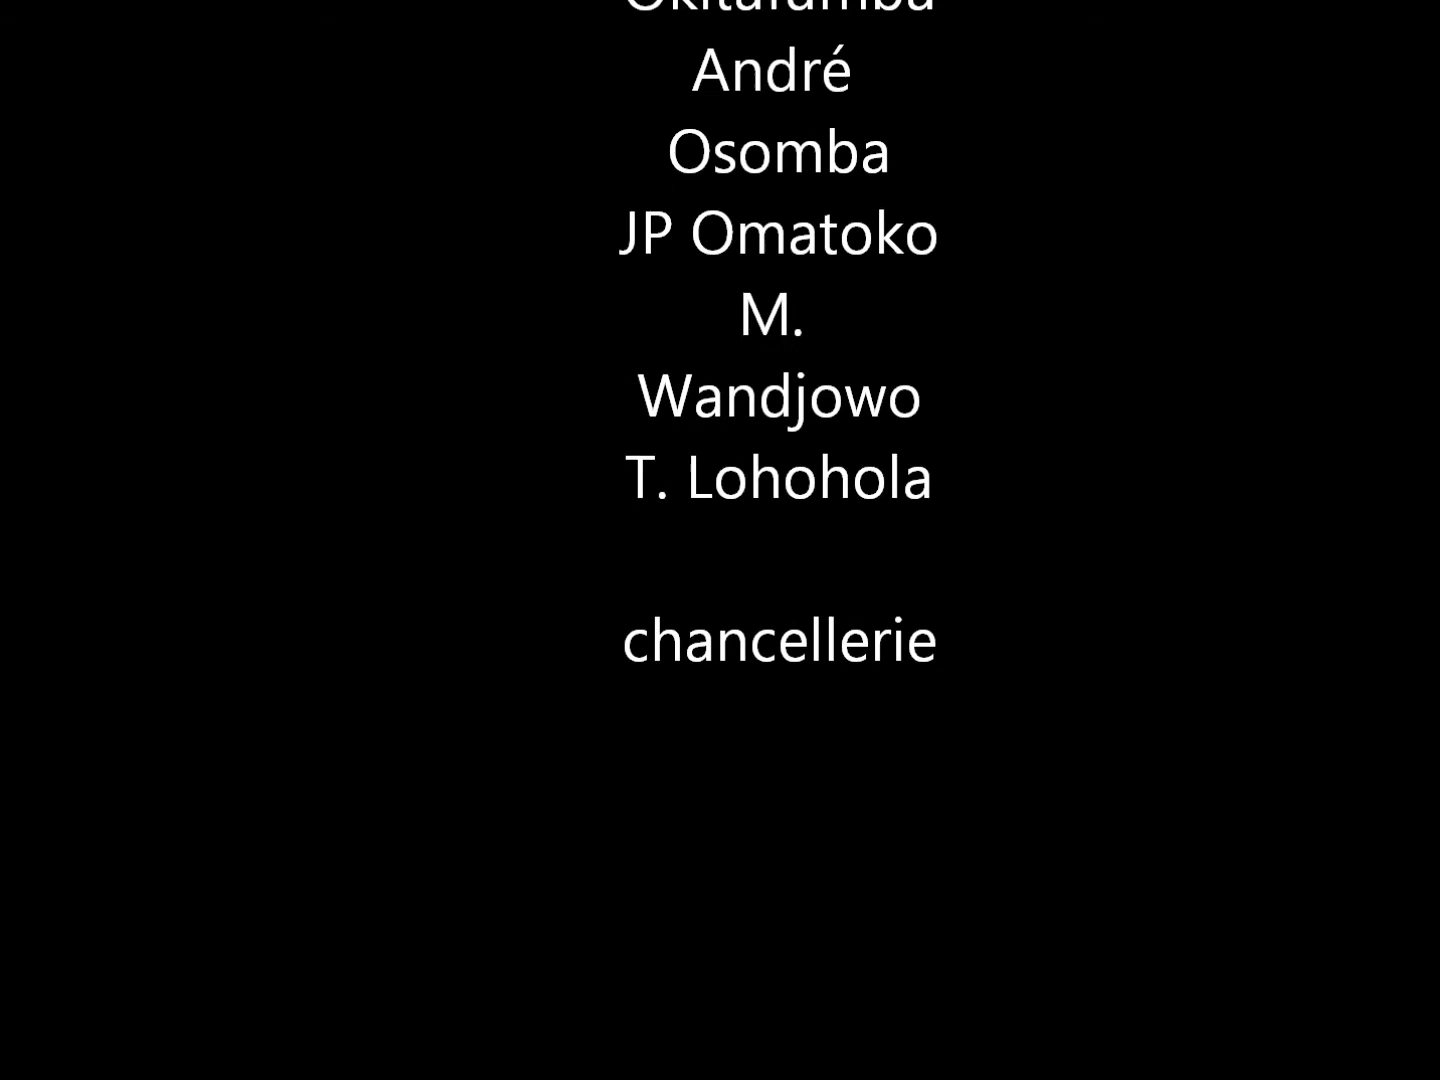 André
Osomba
JP Omatoko
M.
Wandjowo
T. Lohohola
chancellerie